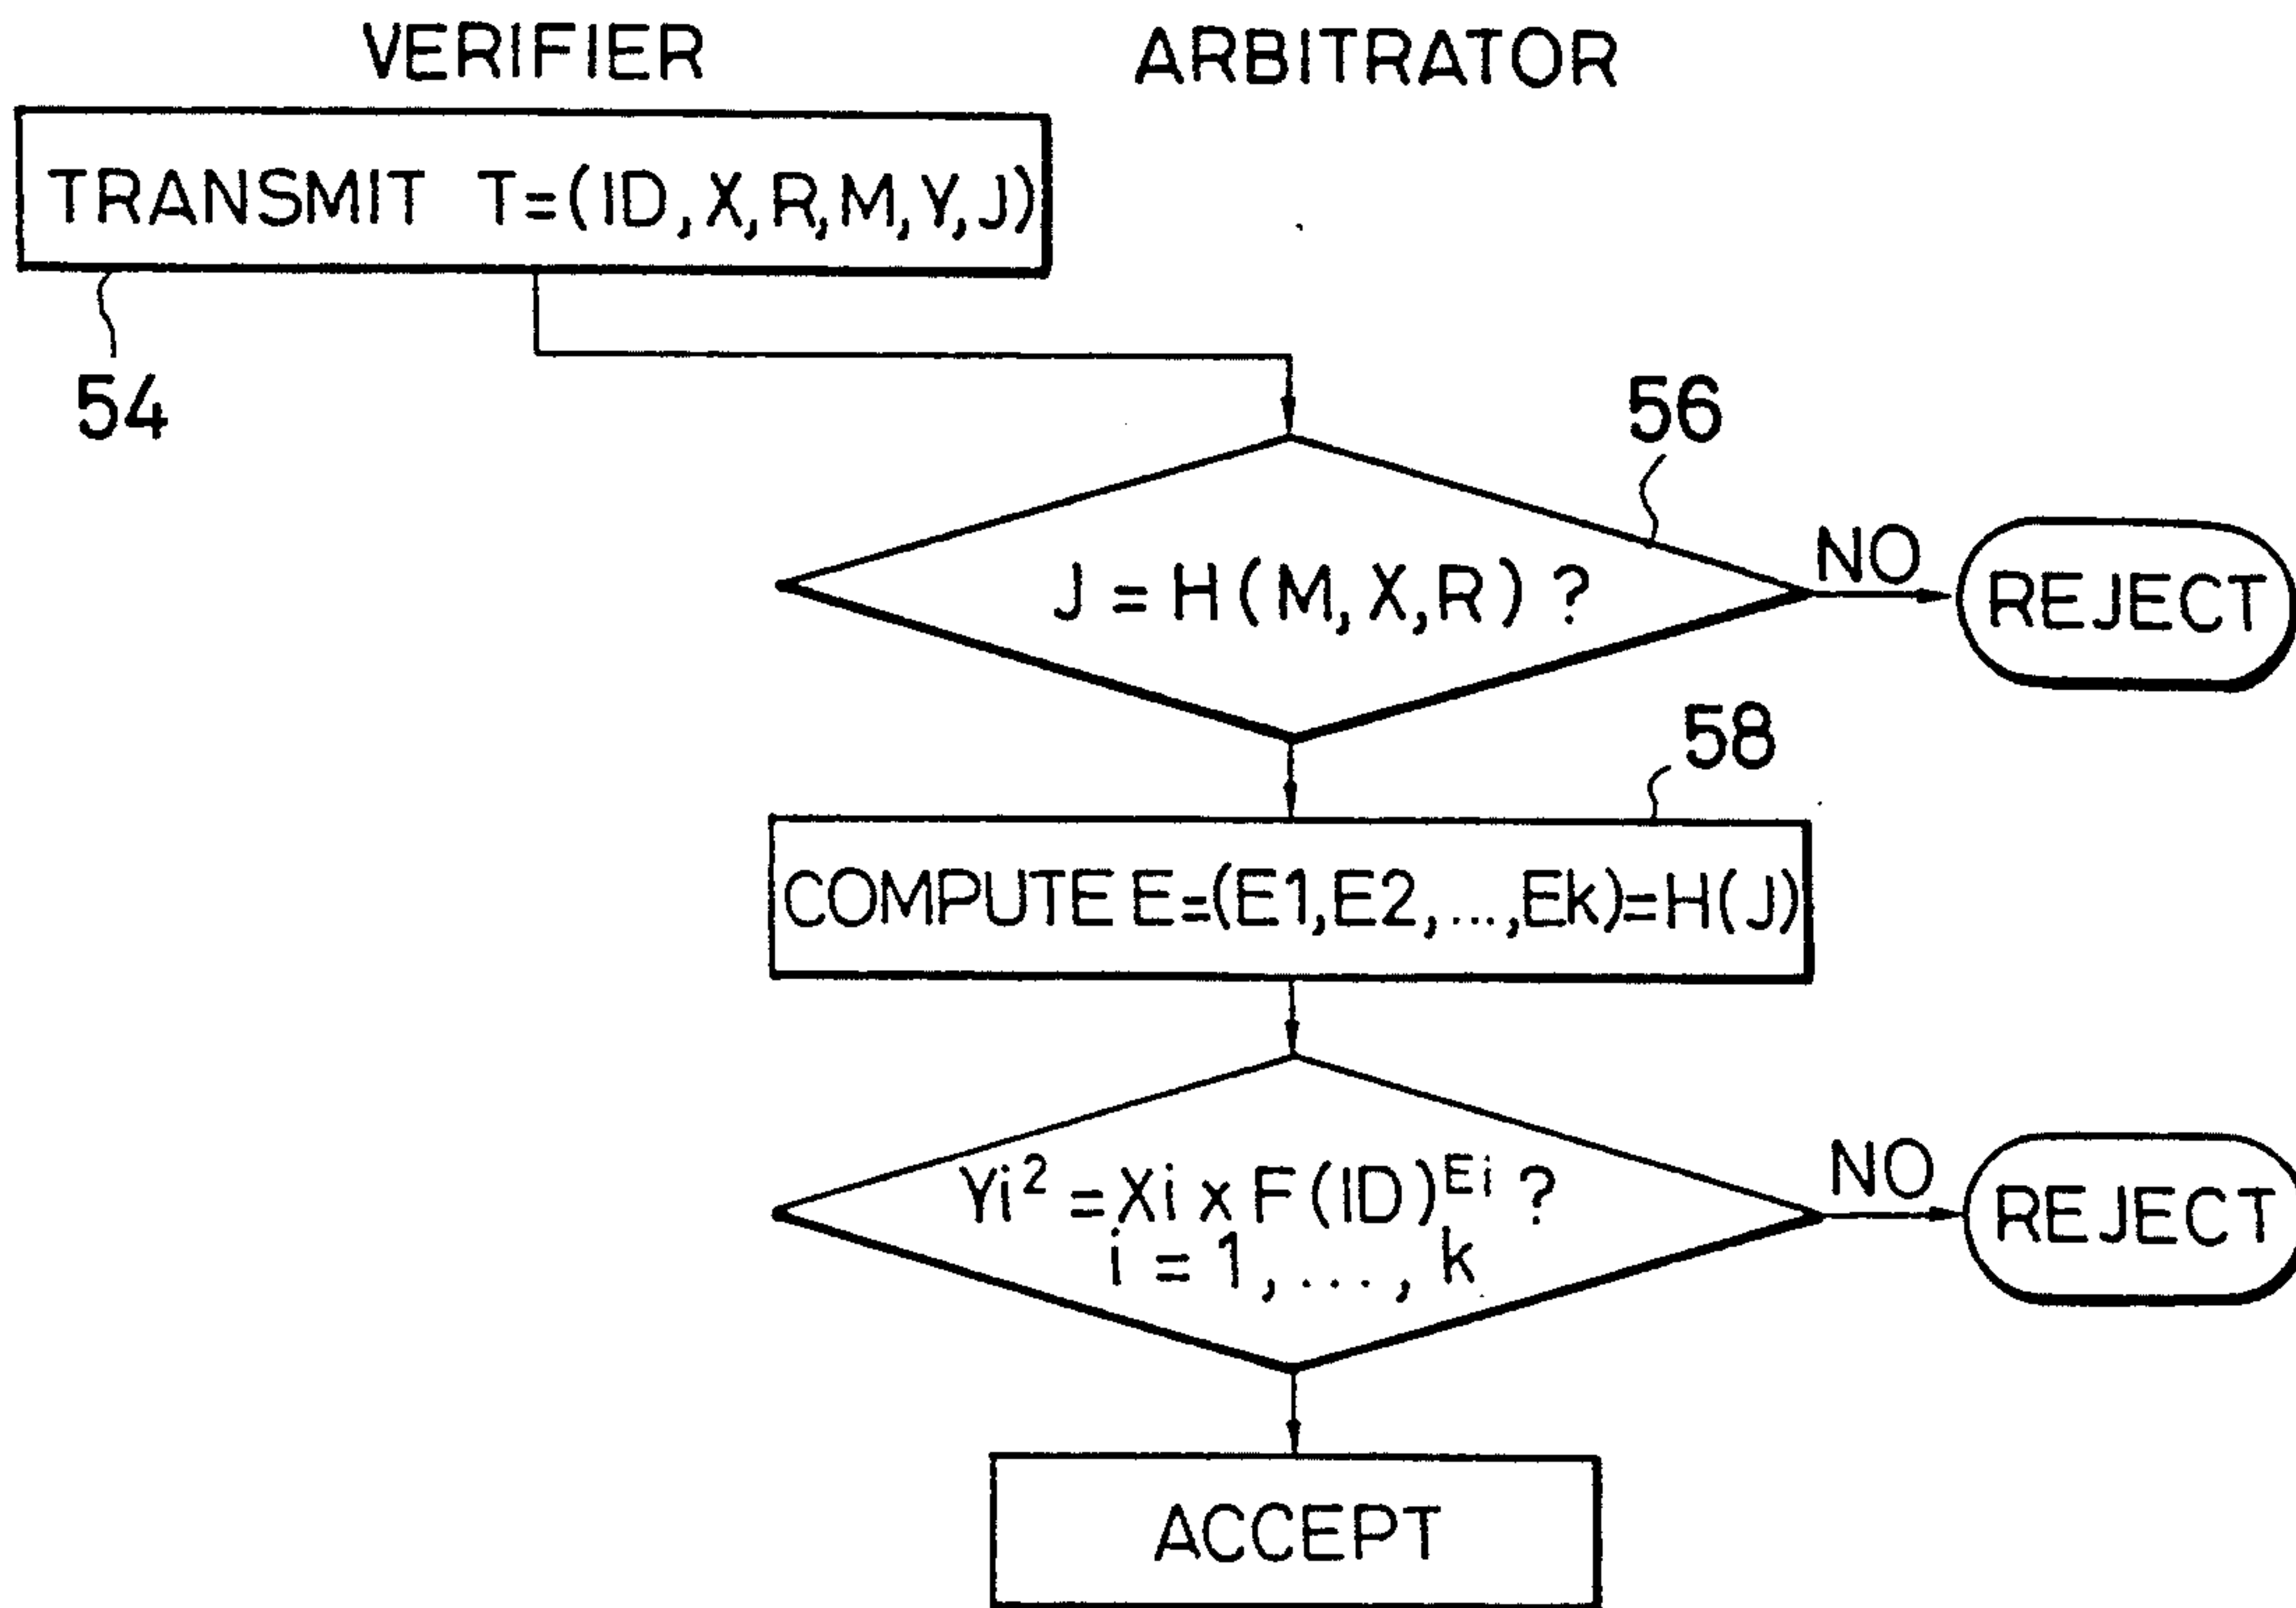 VERIFIER
ARBITRATOR
TRANSMIT T=(ID,X,R,M,Y,J)
54
56
J = H(M,X,R) ?
NO
REJECT
58
COMPUTE E=(E1,E2,...,Ek)=H(J)
Yi² = Xi x F(ID)^Ei ?
i = 1,...,k
NO
REJECT
ACCEPT